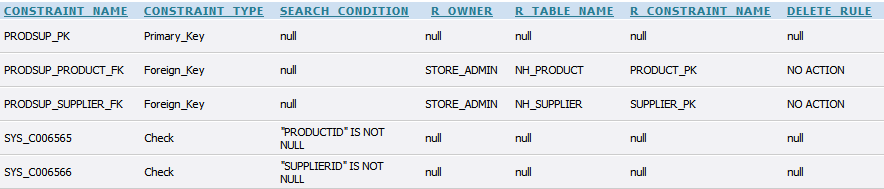 CONSTRAINT_NAME CONSTRAINT_TYPE SEARCH_CONDITION R_OWNER R_TABLE_NAME R_CONSTRAINT_NAME DELETE_RULE
PRODSUP_PK Primary_Key null null null null null
PRODSUP_PRODUCT_FK Foreign_Key null STORE_ADMIN NH_PRODUCT PRODUCT_PK NO ACTION
PRODSUP_SUPPLIER_FK Foreign_Key null STORE_ADMIN NH_SUPPLIER SUPPLIER_PK NO ACTION
SYS_C006565 Check "PRODUCTID" IS NOT null null null null
NULL
SYS_C006566 Check "SUPPLIERID" IS NOT null null null null
NULL